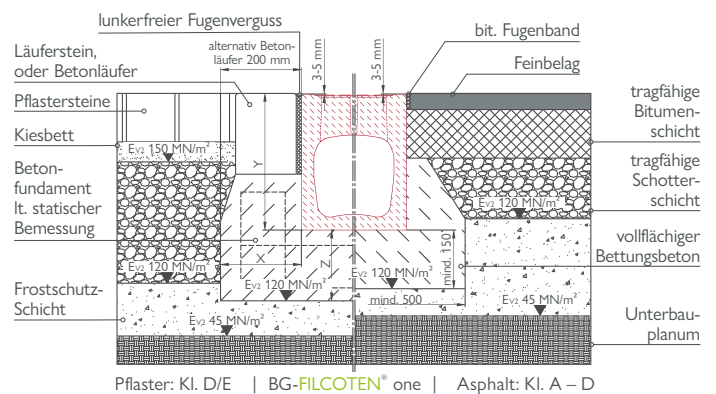 lunkerfreier Fugenverguss
Läuferstein,
oder Betonläufer
alternativ Beton-
läufer 200 mm
3-5 mm
3-5 mm
bit. Fugenband
Feinbelag
Pflastersteine
Kiesbett
EV2 150 MN/m²
Beton-
fundament
lt. statischer
Bemessung
Y
X
Z
EV2 120 MN/m²
EV2 120 MN/m²
EV2 120 MN/m²
EV2 120 MN/m²
mind. 150
mind. 500
tragfähige
Bitumen-
schicht
tragfähige
Schotter-
schicht
vollflächiger
Bettungsbeton
Frostschutz-
Schicht
EV2 45 MN/m²
EV2 45 MN/m²
Unterbau-
planum
Pflaster: Kl. D/E | BG-FILCOTEN® one | Asphalt: Kl. A – D